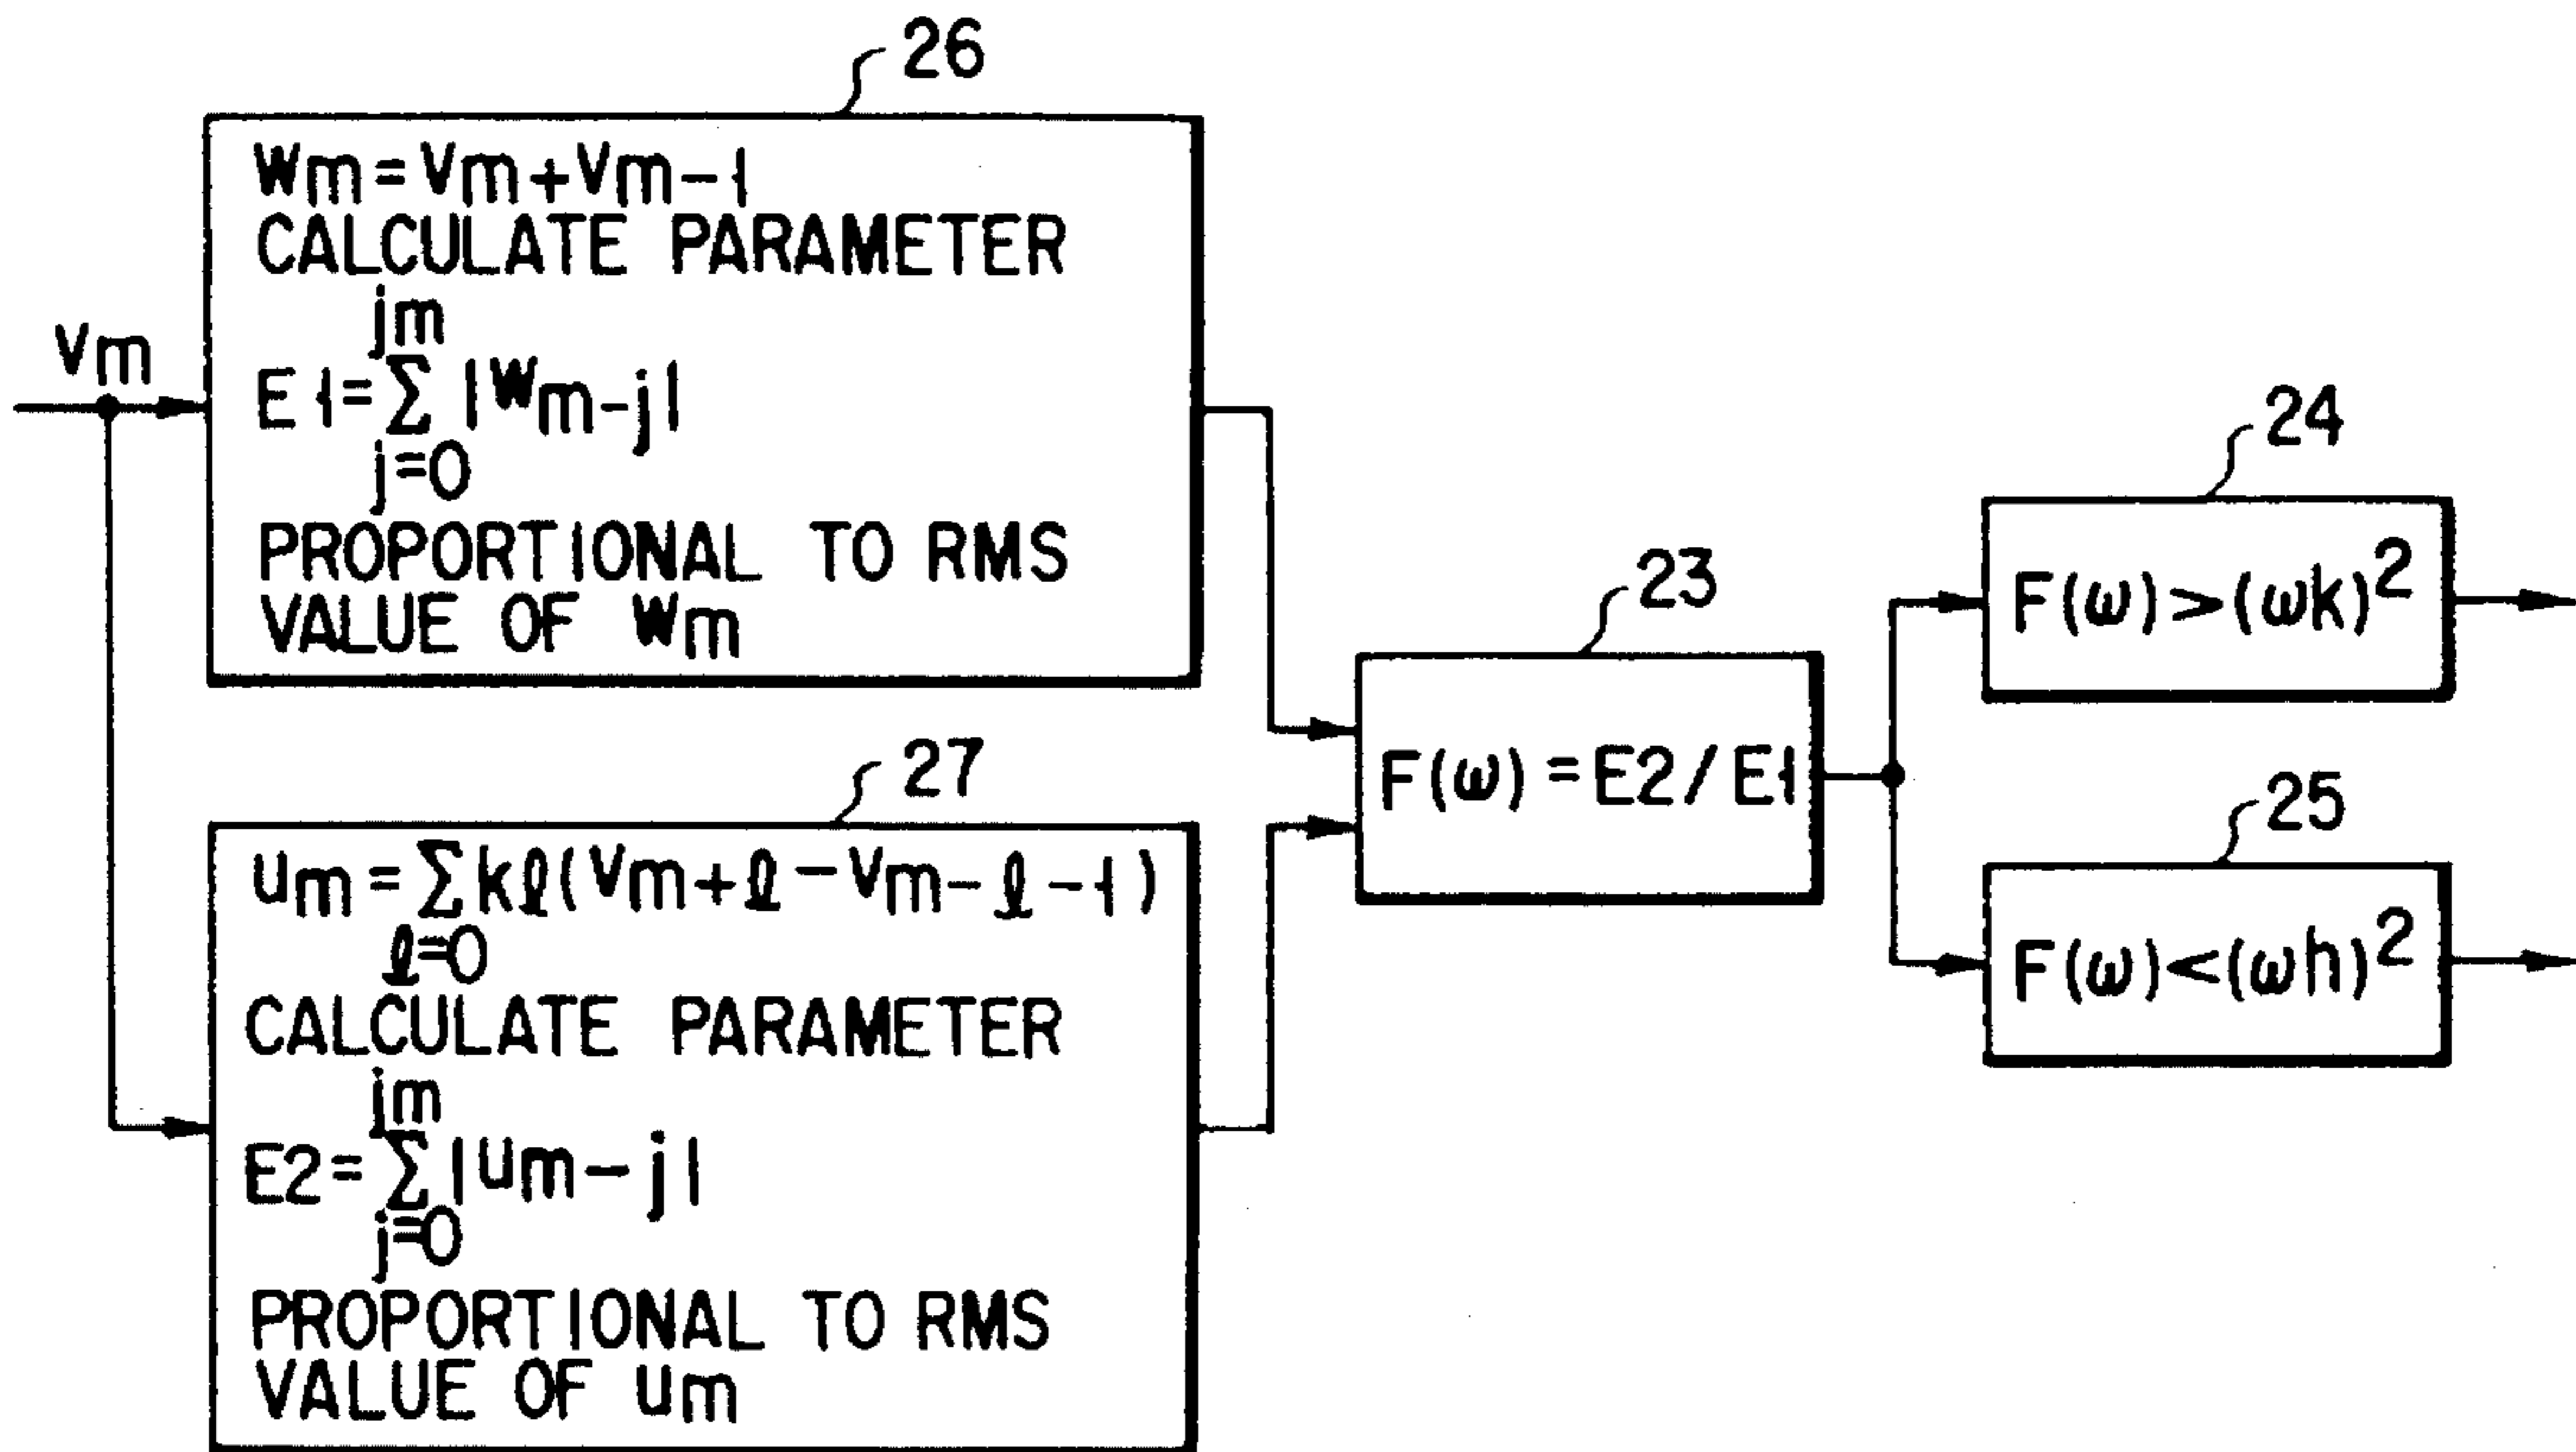 26
Wm=Vm+Vm-1
CALCULATE PARAMETER
jm
E1=Σ|Wm-j|
j=0
PROPORTIONAL TO RMS
VALUE OF Wm
Vm
27
um=Σkℓ(Vm+ℓ-Vm-ℓ-1)
ℓ=0
CALCULATE PARAMETER
jm
E2=Σ|um-j|
j=0
PROPORTIONAL TO RMS
VALUE OF um
23
F(ω)=E2/E1
24
F(ω)>(ωk)²
25
F(ω)<(ωh)²